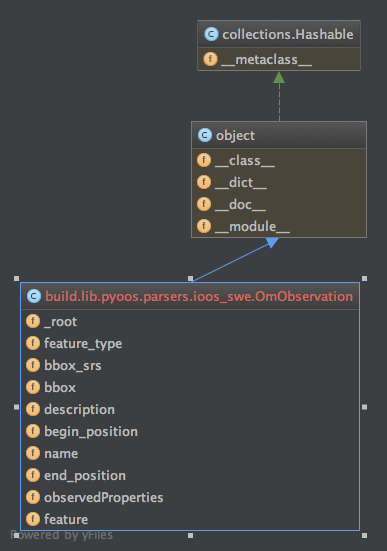 collections.Hashable
__metaclass__
object
__class__
__dict__
__doc__
__module__
build.lib.pyoos.parsers.ioos_swe.OmObservation
_root
feature_type
bbox_srs
bbox
description
begin_position
name
end_position
observedProperties
feature
Powered by yFiles